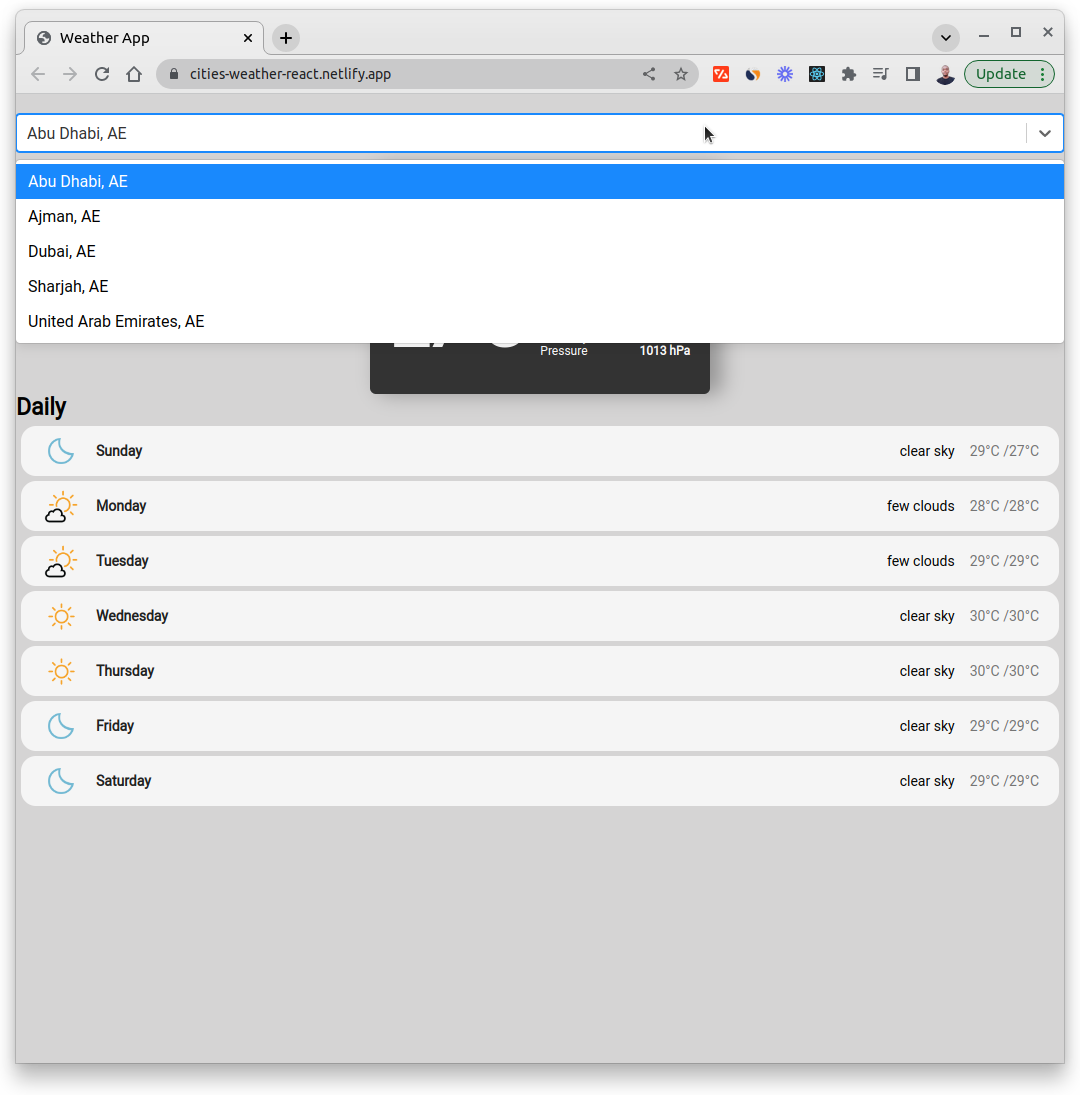 Weather App
cities-weather-react.netlify.app
Update
Abu Dhabi, AE
Abu Dhabi, AE
Ajman, AE
Dubai, AE
Sharjah, AE
United Arab Emirates, AE
Pressure 1013 hPa
Daily
Sunday clear sky 29°C /27°C
Monday few clouds 28°C /28°C
Tuesday few clouds 29°C /29°C
Wednesday clear sky 30°C /30°C
Thursday clear sky 30°C /30°C
Friday clear sky 29°C /29°C
Saturday clear sky 29°C /29°C